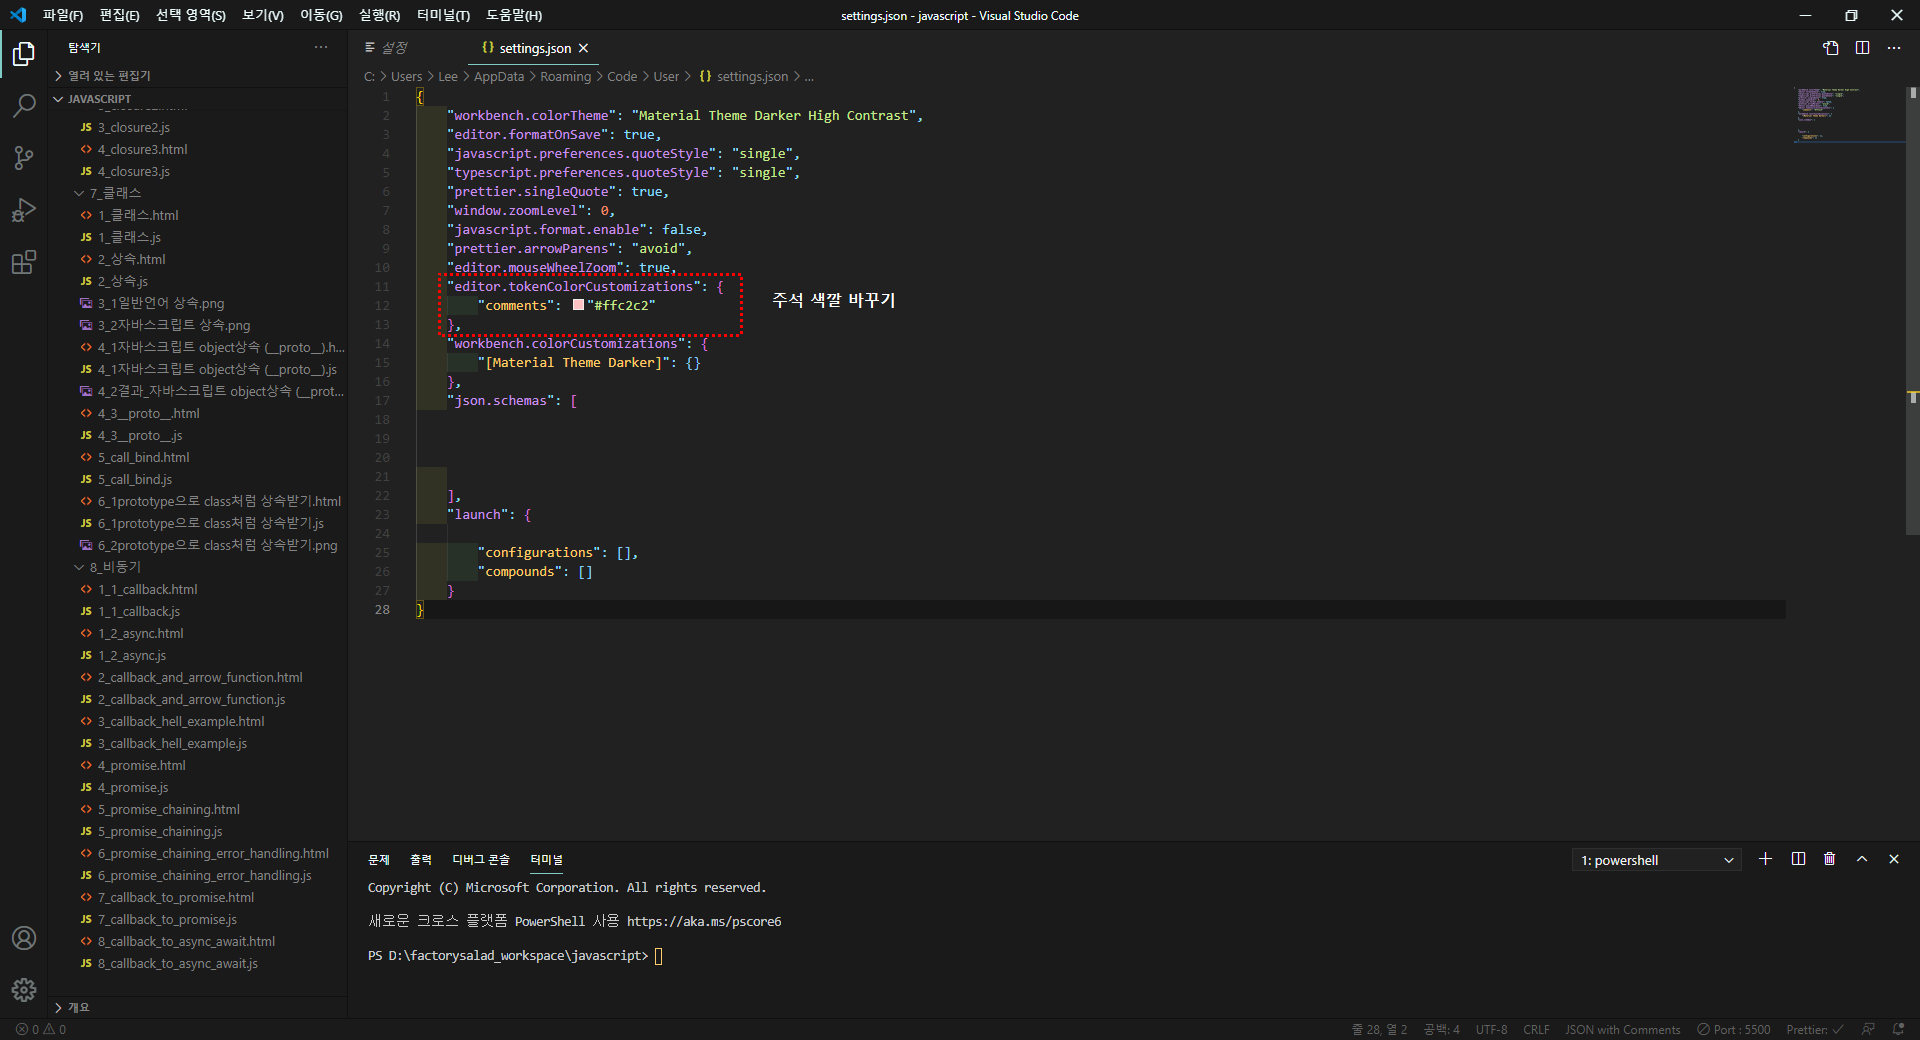 파일(F) 편집(E) 선택 영역(S) 보기(V) 이동(G) 실행(R) 터미널(T) 도움말(H)
settings.json - javascript - Visual Studio Code
탐색기
열려 있는 편집기
JAVASCRIPT
JS 3_closure2.js
<> 4_closure3.html
JS 4_closure3.js
7_클래스
<> 1_클래스.html
JS 1_클래스.js
<> 2_상속.html
JS 2_상속.js
3_1일반언어 상속.png
3_2자바스크립트 상속.png
<> 4_1자바스크립트 object상속 (__proto__).h...
JS 4_1자바스크립트 object상속 (__proto__).js
4_2결과_자바스크립트 object상속 (__prot...
<> 4_3__proto__.html
JS 4_3__proto__.js
<> 5_call_bind.html
JS 5_call_bind.js
<> 6_1prototype으로 class처럼 상속받기.html
JS 6_1prototype으로 class처럼 상속받기.js
6_2prototype으로 class처럼 상속받기.png
8_비동기
<> 1_1_callback.html
JS 1_1_callback.js
<> 1_2_async.html
JS 1_2_async.js
<> 2_callback_and_arrow_function.html
JS 2_callback_and_arrow_function.js
<> 3_callback_hell_example.html
JS 3_callback_hell_example.js
<> 4_promise.html
JS 4_promise.js
<> 5_promise_chaining.html
JS 5_promise_chaining.js
<> 6_promise_chaining_error_handling.html
JS 6_promise_chaining_error_handling.js
<> 7_callback_to_promise.html
JS 7_callback_to_promise.js
<> 8_callback_to_async_await.html
JS 8_callback_to_async_await.js
개요
설정
{} settings.json
C: > Users > Lee > AppData > Roaming > Code > User > {} settings.json > ...
1 {
2 "workbench.colorTheme": "Material Theme Darker High Contrast",
3 "editor.formatOnSave": true,
4 "javascript.preferences.quoteStyle": "single",
5 "typescript.preferences.quoteStyle": "single",
6 "prettier.singleQuote": true,
7 "window.zoomLevel": 0,
8 "javascript.format.enable": false,
9 "prettier.arrowParens": "avoid",
10 "editor.mouseWheelZoom": true,
11 "editor.tokenColorCustomizations": {
12 "comments": "#ffc2c2"
13 },
주석 색깔 바꾸기
14 "workbench.colorCustomizations": {
15 "[Material Theme Darker]": {}
16 },
17 "json.schemas": [
18
19
20
21
22 ],
23 "launch": {
24
25 "configurations": [],
26 "compounds": []
27 }
28 }
문제 출력 디버그 콘솔 터미널
1: powershell
Copyright (C) Microsoft Corporation. All rights reserved.
새로운 크로스 플랫폼 PowerShell 사용 https://aka.ms/pscore6
PS D:\factorysalad_workspace\javascript>
0 0
줄 28, 열 2 공백: 4 UTF-8 CRLF JSON with Comments Port : 5500 Prettier: